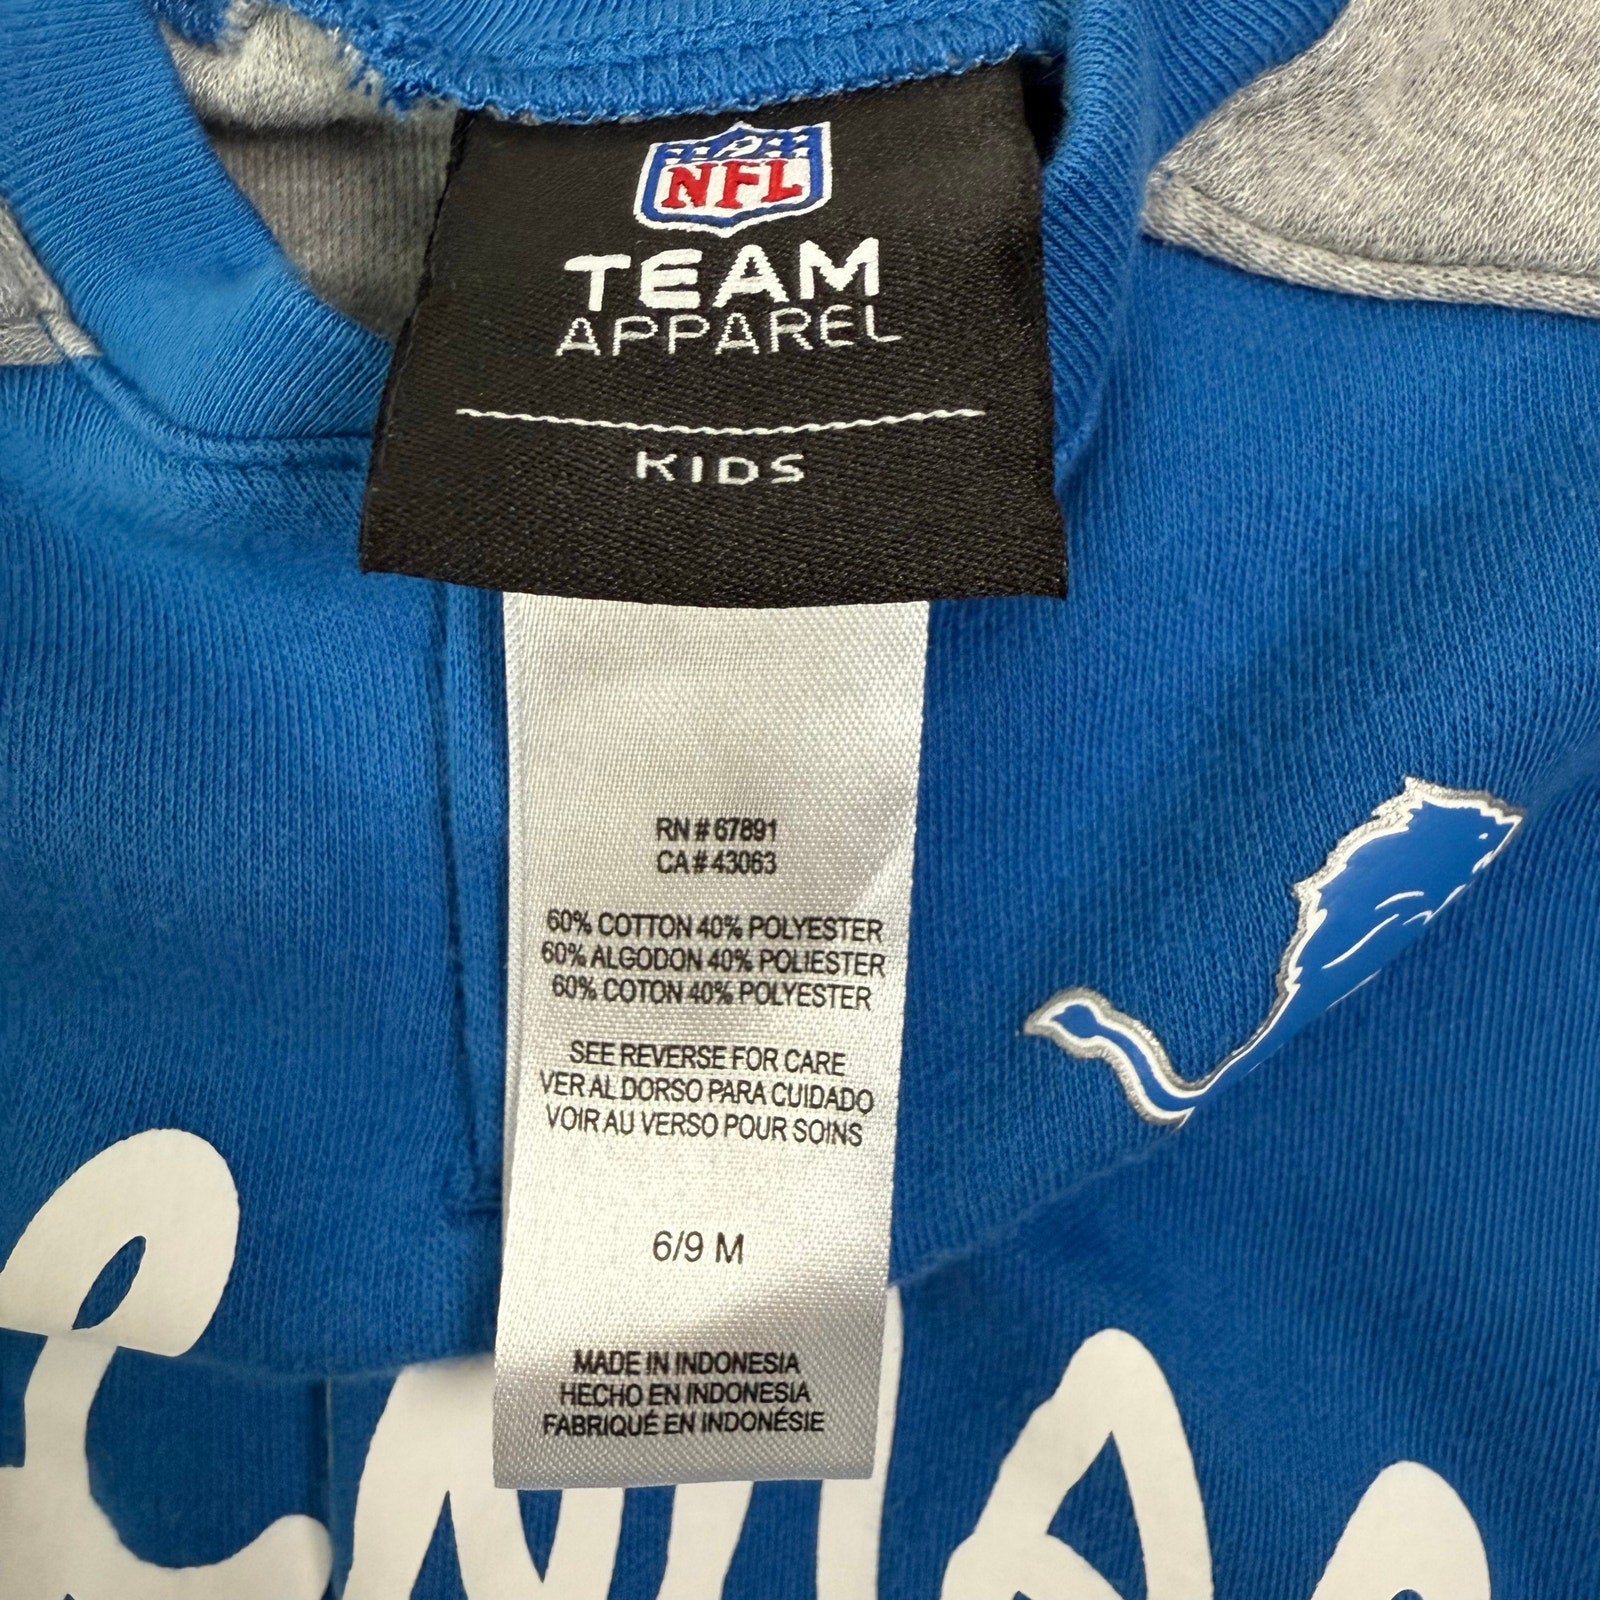 NFL
TEAM
APPAREL
KIDS
RN # 67891
CA # 43063
60% COTTON 40% POLYESTER
60% ALGODON 40% POLIESTER
60% COTON 40% POLYESTER
SEE REVERSE FOR CARE
VER AL DORSO PARA CUIDADO
VOIR AU VERSO POUR SOINS
6/9 M
MADE IN INDONESIA
HECHO EN INDONESIA
FABRIQUÉ EN INDONÉSIE